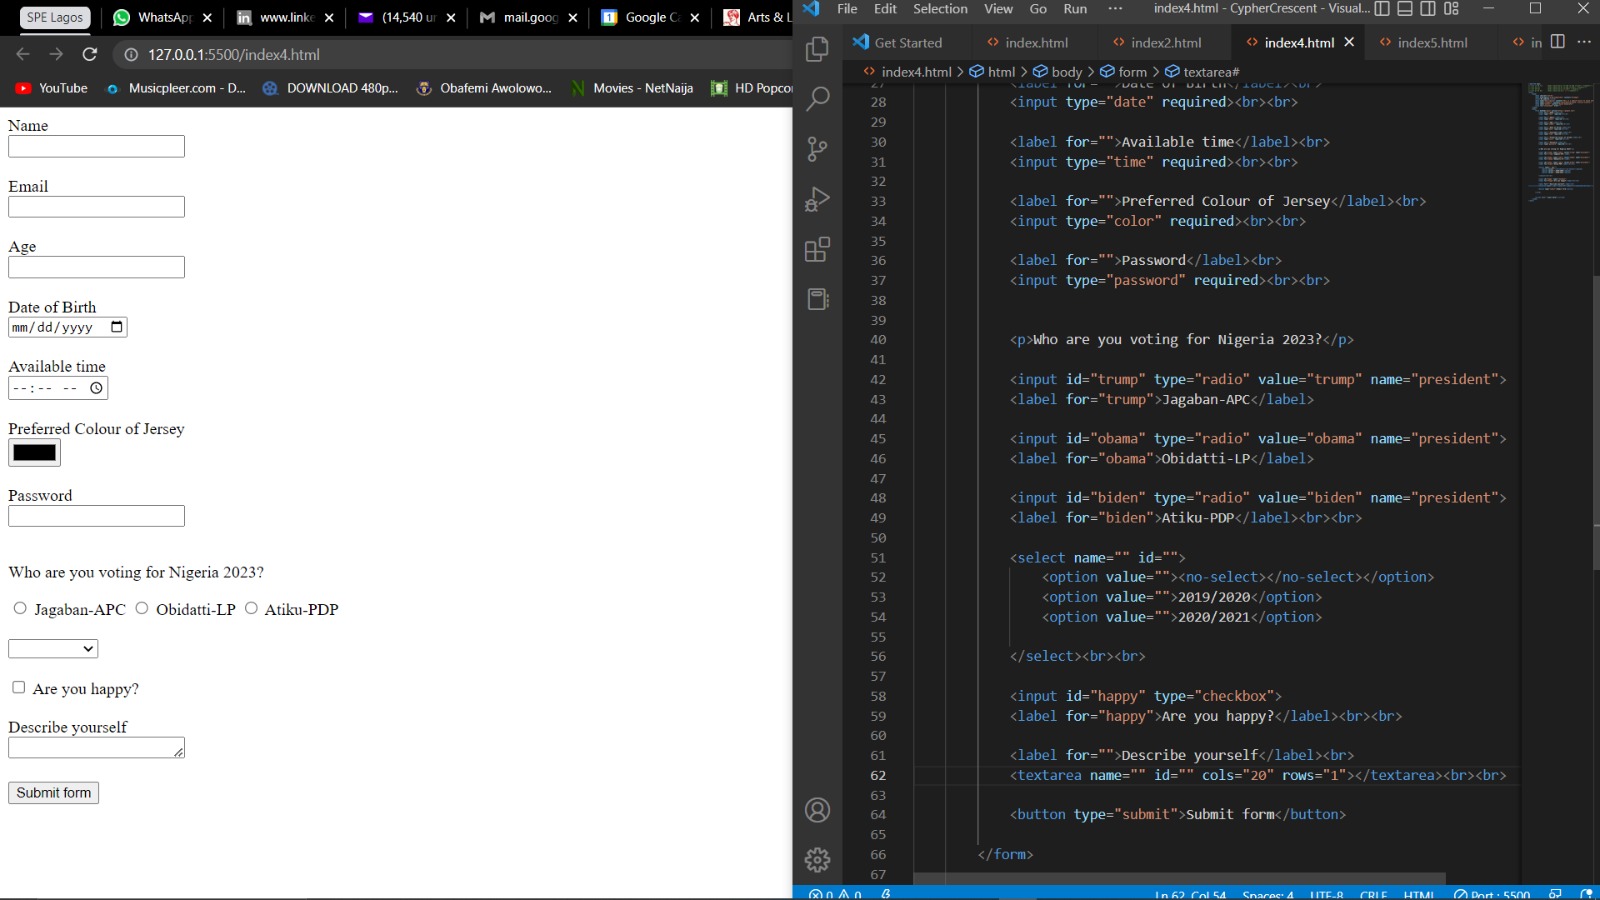 SPE Lagos
WhatsApp
www.linke
(14,540 un
mail.goog
Google Ca
Arts & L
127.0.0.1:5500/index4.html
YouTube
Musicpleer.com - D...
DOWNLOAD 480p...
Obafemi Awolowo...
Movies - NetNaija
HD Popcor
Name
Email
Age
Date of Birth
mm/dd/yyyy
Available time
--:-- --
Preferred Colour of Jersey
Password
Who are you voting for Nigeria 2023?
Jagaban-APC Obidatti-LP Atiku-PDP
Are you happy?
Describe yourself
Submit form
File Edit Selection View Go Run ··· index4.html - CypherCrescent - Visual...
Get Started index.html index2.html index4.html index5.html in
index4.html > html > body > form > textarea#
27 <label for="">Date of Birth</label><br>
28 <input type="date" required><br><br>
29
30 <label for="">Available time</label><br>
31 <input type="time" required><br><br>
32
33 <label for="">Preferred Colour of Jersey</label><br>
34 <input type="color" required><br><br>
35
36 <label for="">Password</label><br>
37 <input type="password" required><br><br>
38
39
40 <p>Who are you voting for Nigeria 2023?</p>
41
42 <input id="trump" type="radio" value="trump" name="president">
43 <label for="trump">Jagaban-APC</label>
44
45 <input id="obama" type="radio" value="obama" name="president">
46 <label for="obama">Obidatti-LP</label>
47
48 <input id="biden" type="radio" value="biden" name="president">
49 <label for="biden">Atiku-PDP</label><br><br>
50
51 <select name="" id="">
52 <option value=""><no-select></no-select></option>
53 <option value="">2019/2020</option>
54 <option value="">2020/2021</option>
55
56 </select><br><br>
57
58 <input id="happy" type="checkbox">
59 <label for="happy">Are you happy?</label><br><br>
60
61 <label for="">Describe yourself</label><br>
62 <textarea name="" id="" cols="20" rows="1"></textarea><br><br>
63
64 <button type="submit">Submit form</button>
65
66 </form>
67
0 0 Ln 62, Col 54 Spaces: 4 UTF-8 CRLF HTML Port : 5500